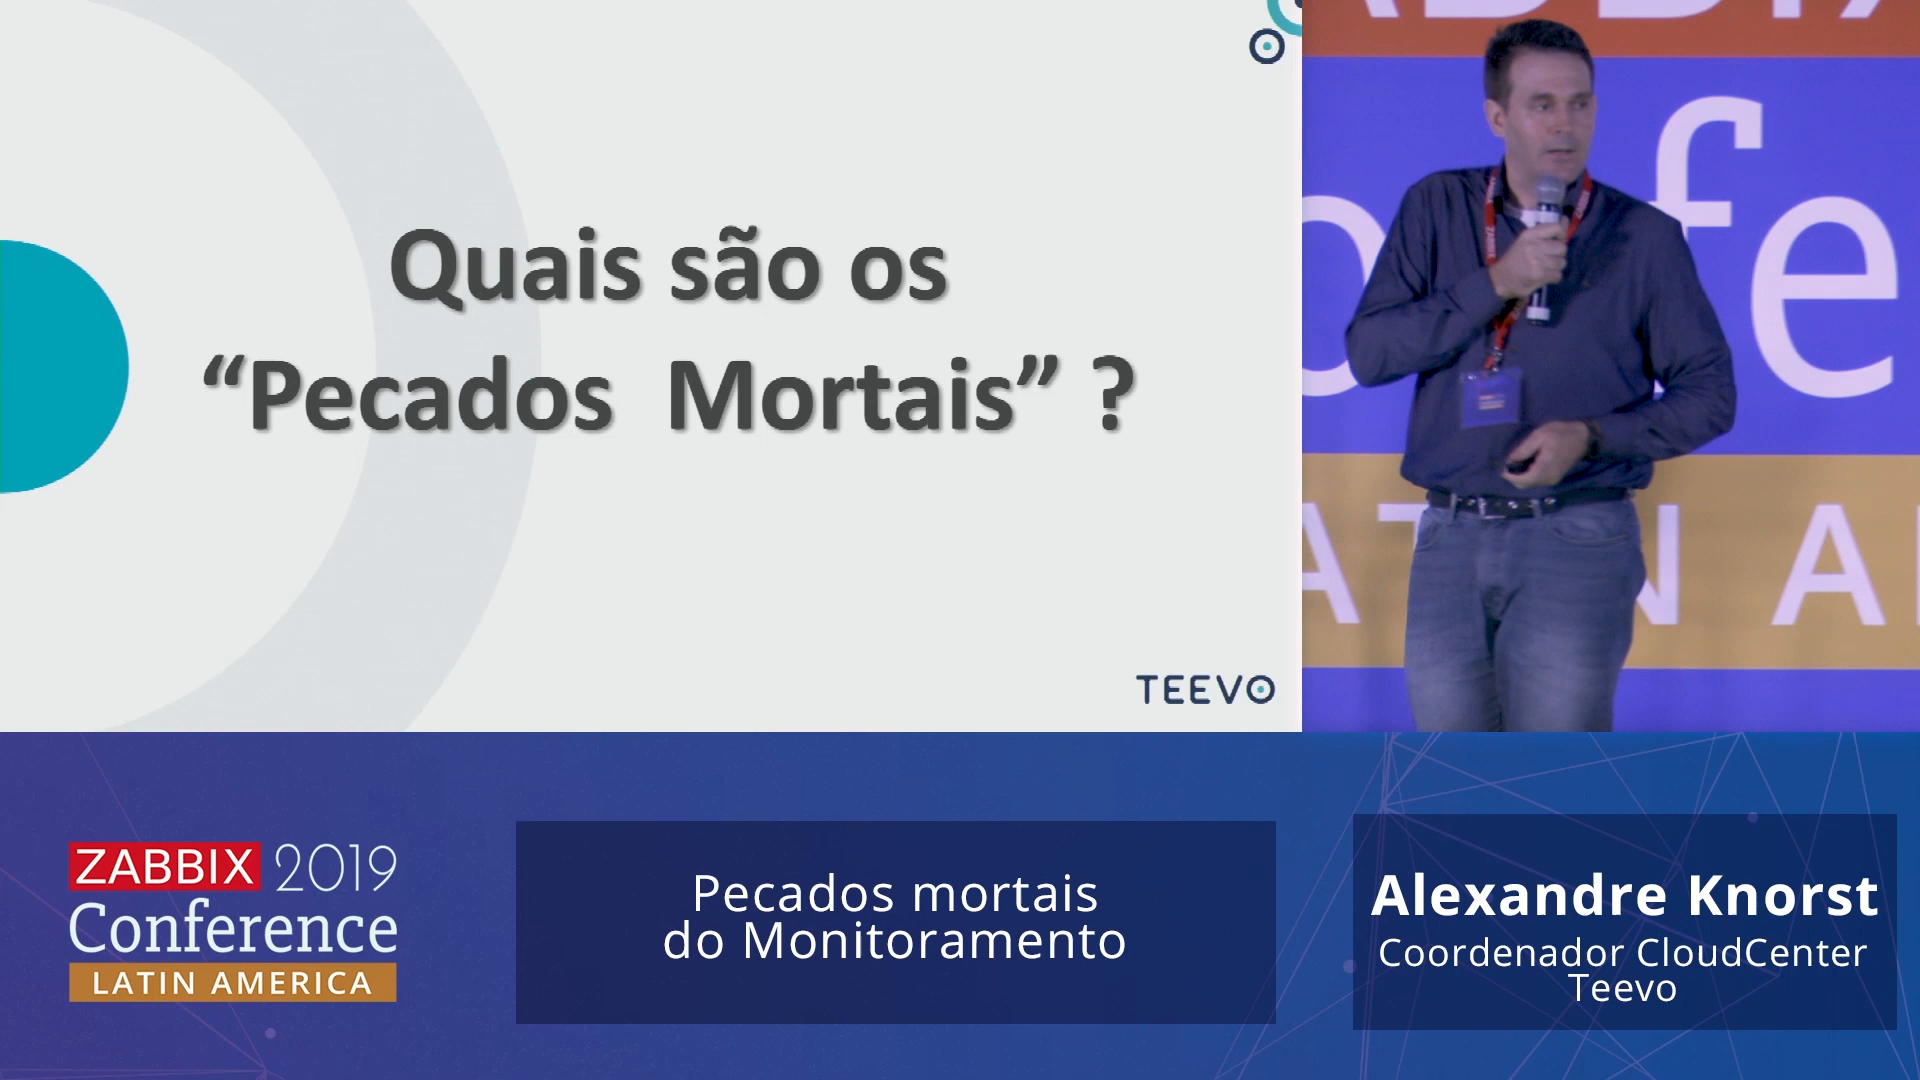 Quais são os
“Pecados Mortais” ?
TEEVO
ZABBIX
ZABBIX 2019
Conference
LATIN AMERICA
Pecados mortais
do Monitoramento
Alexandre Knorst
Coordenador CloudCenter
Teevo